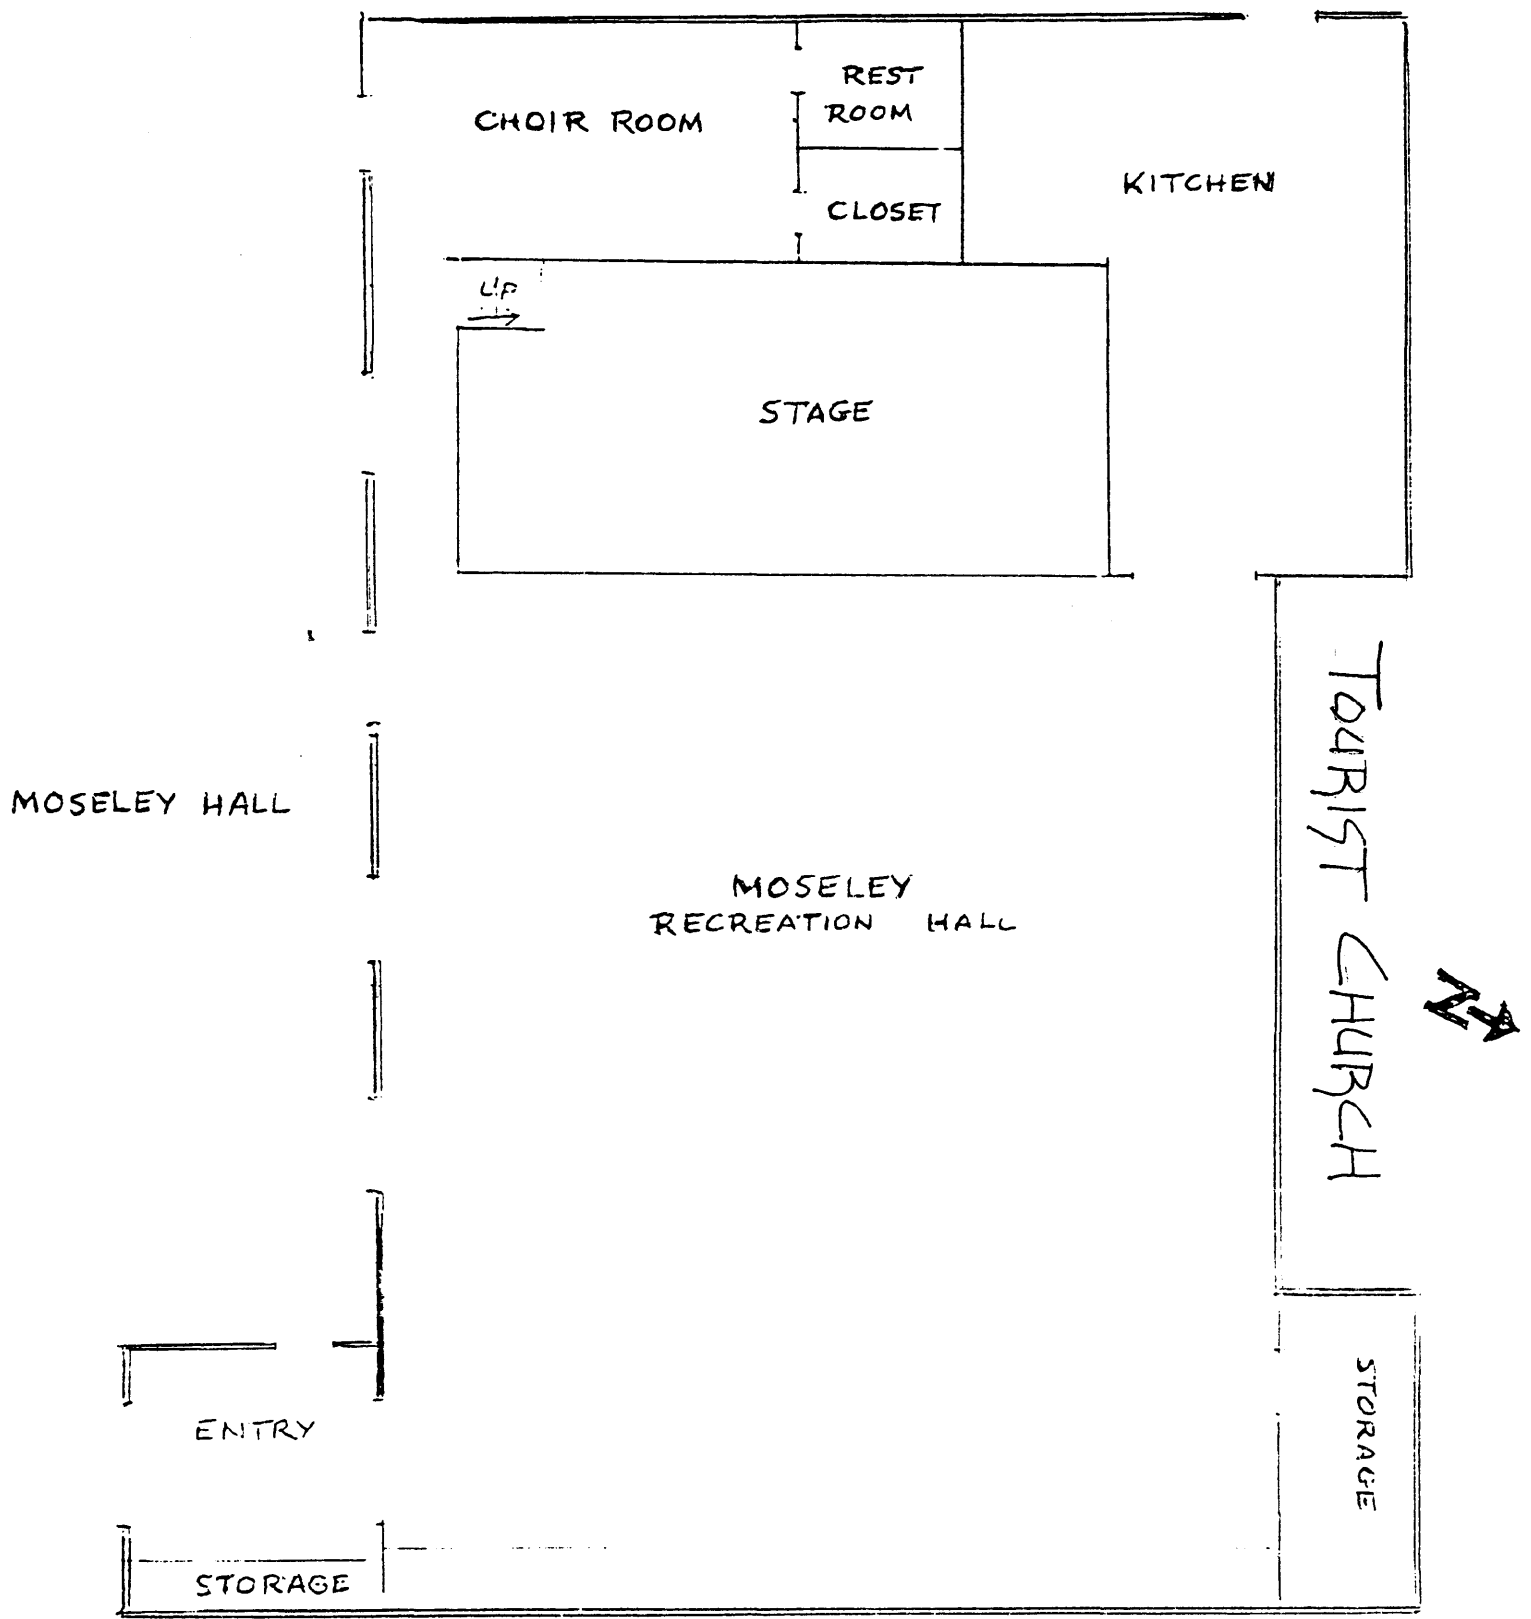 REST
ROOM
CHOIR ROOM
KITCHEN
CLOSET
UP
STAGE
MOSELEY HALL
MOSELEY
RECREATION HALL
TOURIST CHURCH
N
ENTRY
STORAGE
STORAGE